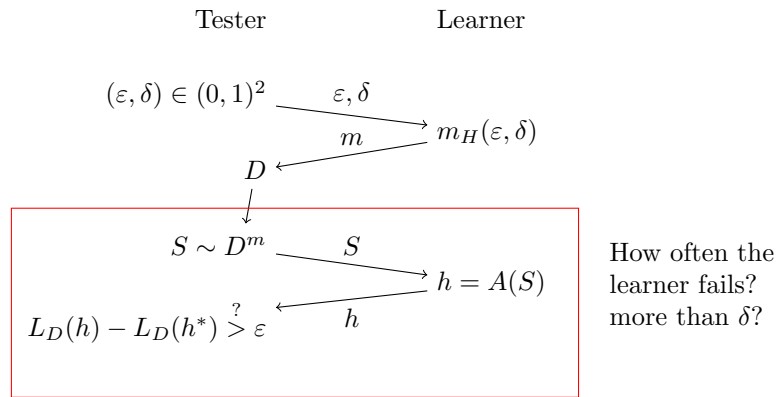 Tester Learner
(ε, δ) ∈ (0, 1)² ε, δ
m_H(ε, δ)
m
D
S ∼ D^m S
h = A(S)
h
L_D(h) − L_D(h*) >^? ε
How often the
learner fails?
more than δ?